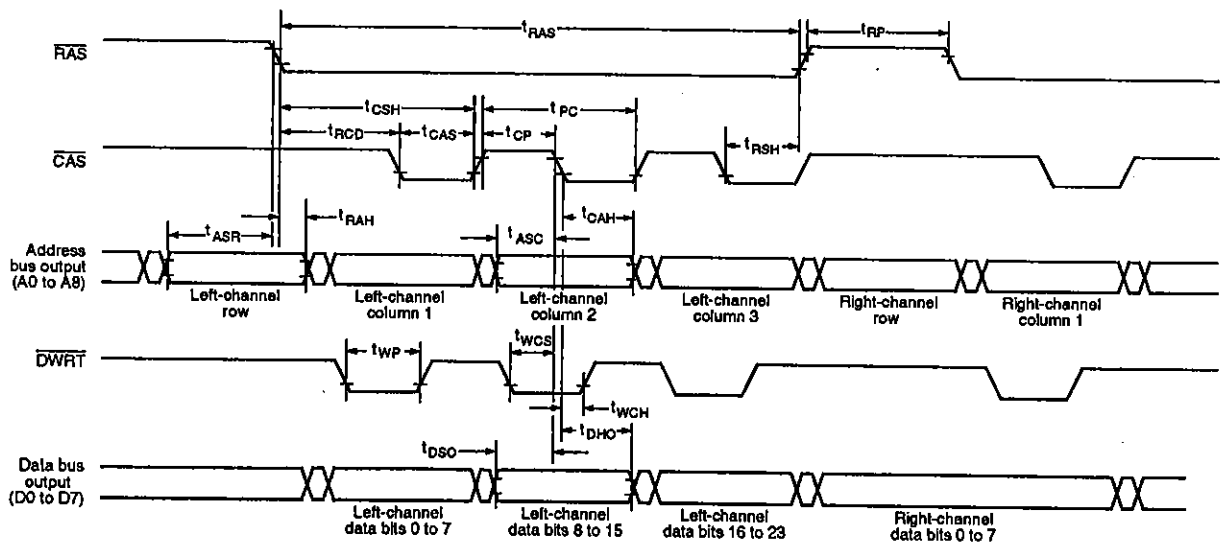 tRAS
tRP
RAS
tCSH
tPC
tRCD
tCAS
tCP
tRSH
CAS
tRAH
tCAH
tASR
tASC
Address
bus output
(A0 to A8)
Left-channel
row
Left-channel
column 1
Left-channel
column 2
Left-channel
column 3
Right-channel
row
Right-channel
column 1
DWRT
tWP
tWCS
tWCH
tDHO
tDSO
Data bus
output
(D0 to D7)
Left-channel
data bits 0 to 7
Left-channel
data bits 8 to 15
Left-channel
data bits 16 to 23
Right-channel
data bits 0 to 7